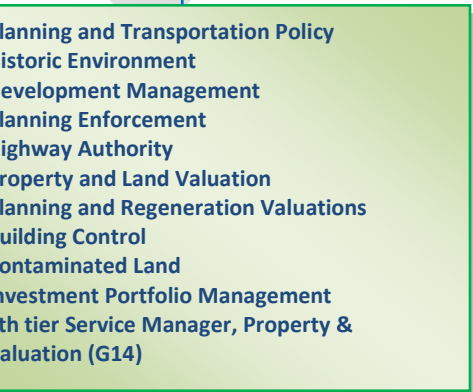 lanning and Transportation Policy
istoric Environment
evelopment Management
lanning Enforcement
ighway Authority
roperty and Land Valuation
lanning and Regeneration Valuations
uilding Control
ontaminated Land
nvestment Portfolio Management
th tier Service Manager, Property &
aluation (G14)